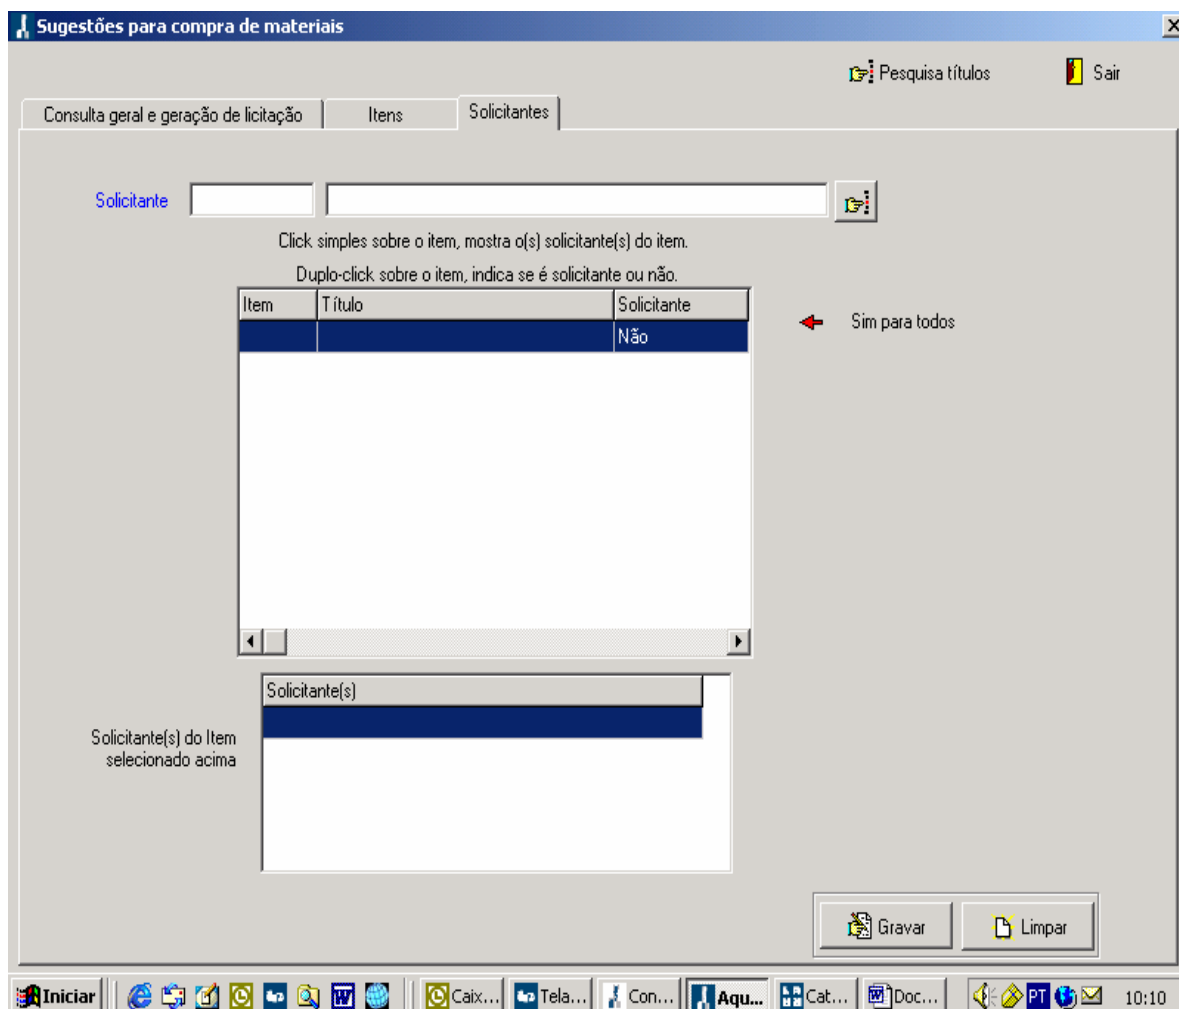 Sugestões para compra de materiais
Pesquisa títulos
Sair
Consulta geral e geração de licitação
Itens
Solicitantes
Solicitante
Click simples sobre o item, mostra o(s) solicitante(s) do item.
Duplo-click sobre o item, indica se é solicitante ou não.
Item Título Solicitante
Não
Sim para todos
Solicitante(s)
Solicitante(s) do Item
selecionado acima
Gravar
Limpar
Iniciar Caix... Tela... Con... Aqu... Cat... Doc... PT 10:10